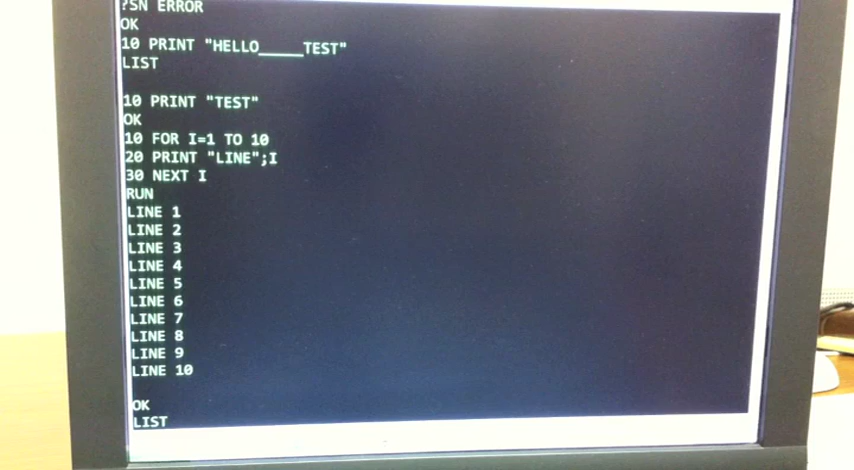 ?SN ERROR
OK
10 PRINT "HELLO_____TEST"
LIST

10 PRINT "TEST"
OK
10 FOR I=1 TO 10
20 PRINT "LINE";I
30 NEXT I
RUN
LINE 1
LINE 2
LINE 3
LINE 4
LINE 5
LINE 6
LINE 7
LINE 8
LINE 9
LINE 10

OK
LIST